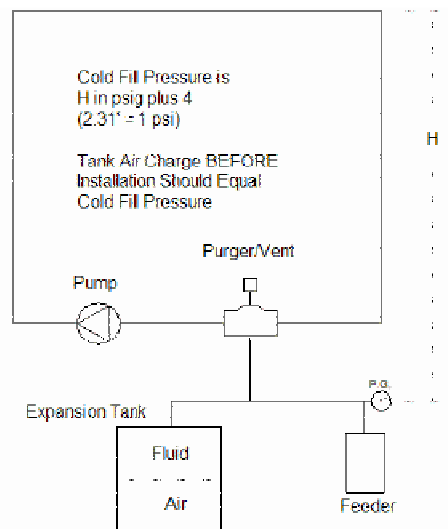 Cold Fill Pressure is
H in psig plus 4
(2.31' = 1 psi)
H
Tank Air Charge BEFORE
Installation Should Equal
Cold Fill Pressure
Purger/Vent
Pump
P.G.
Expansion Tank
Fluid
Air
Feeder